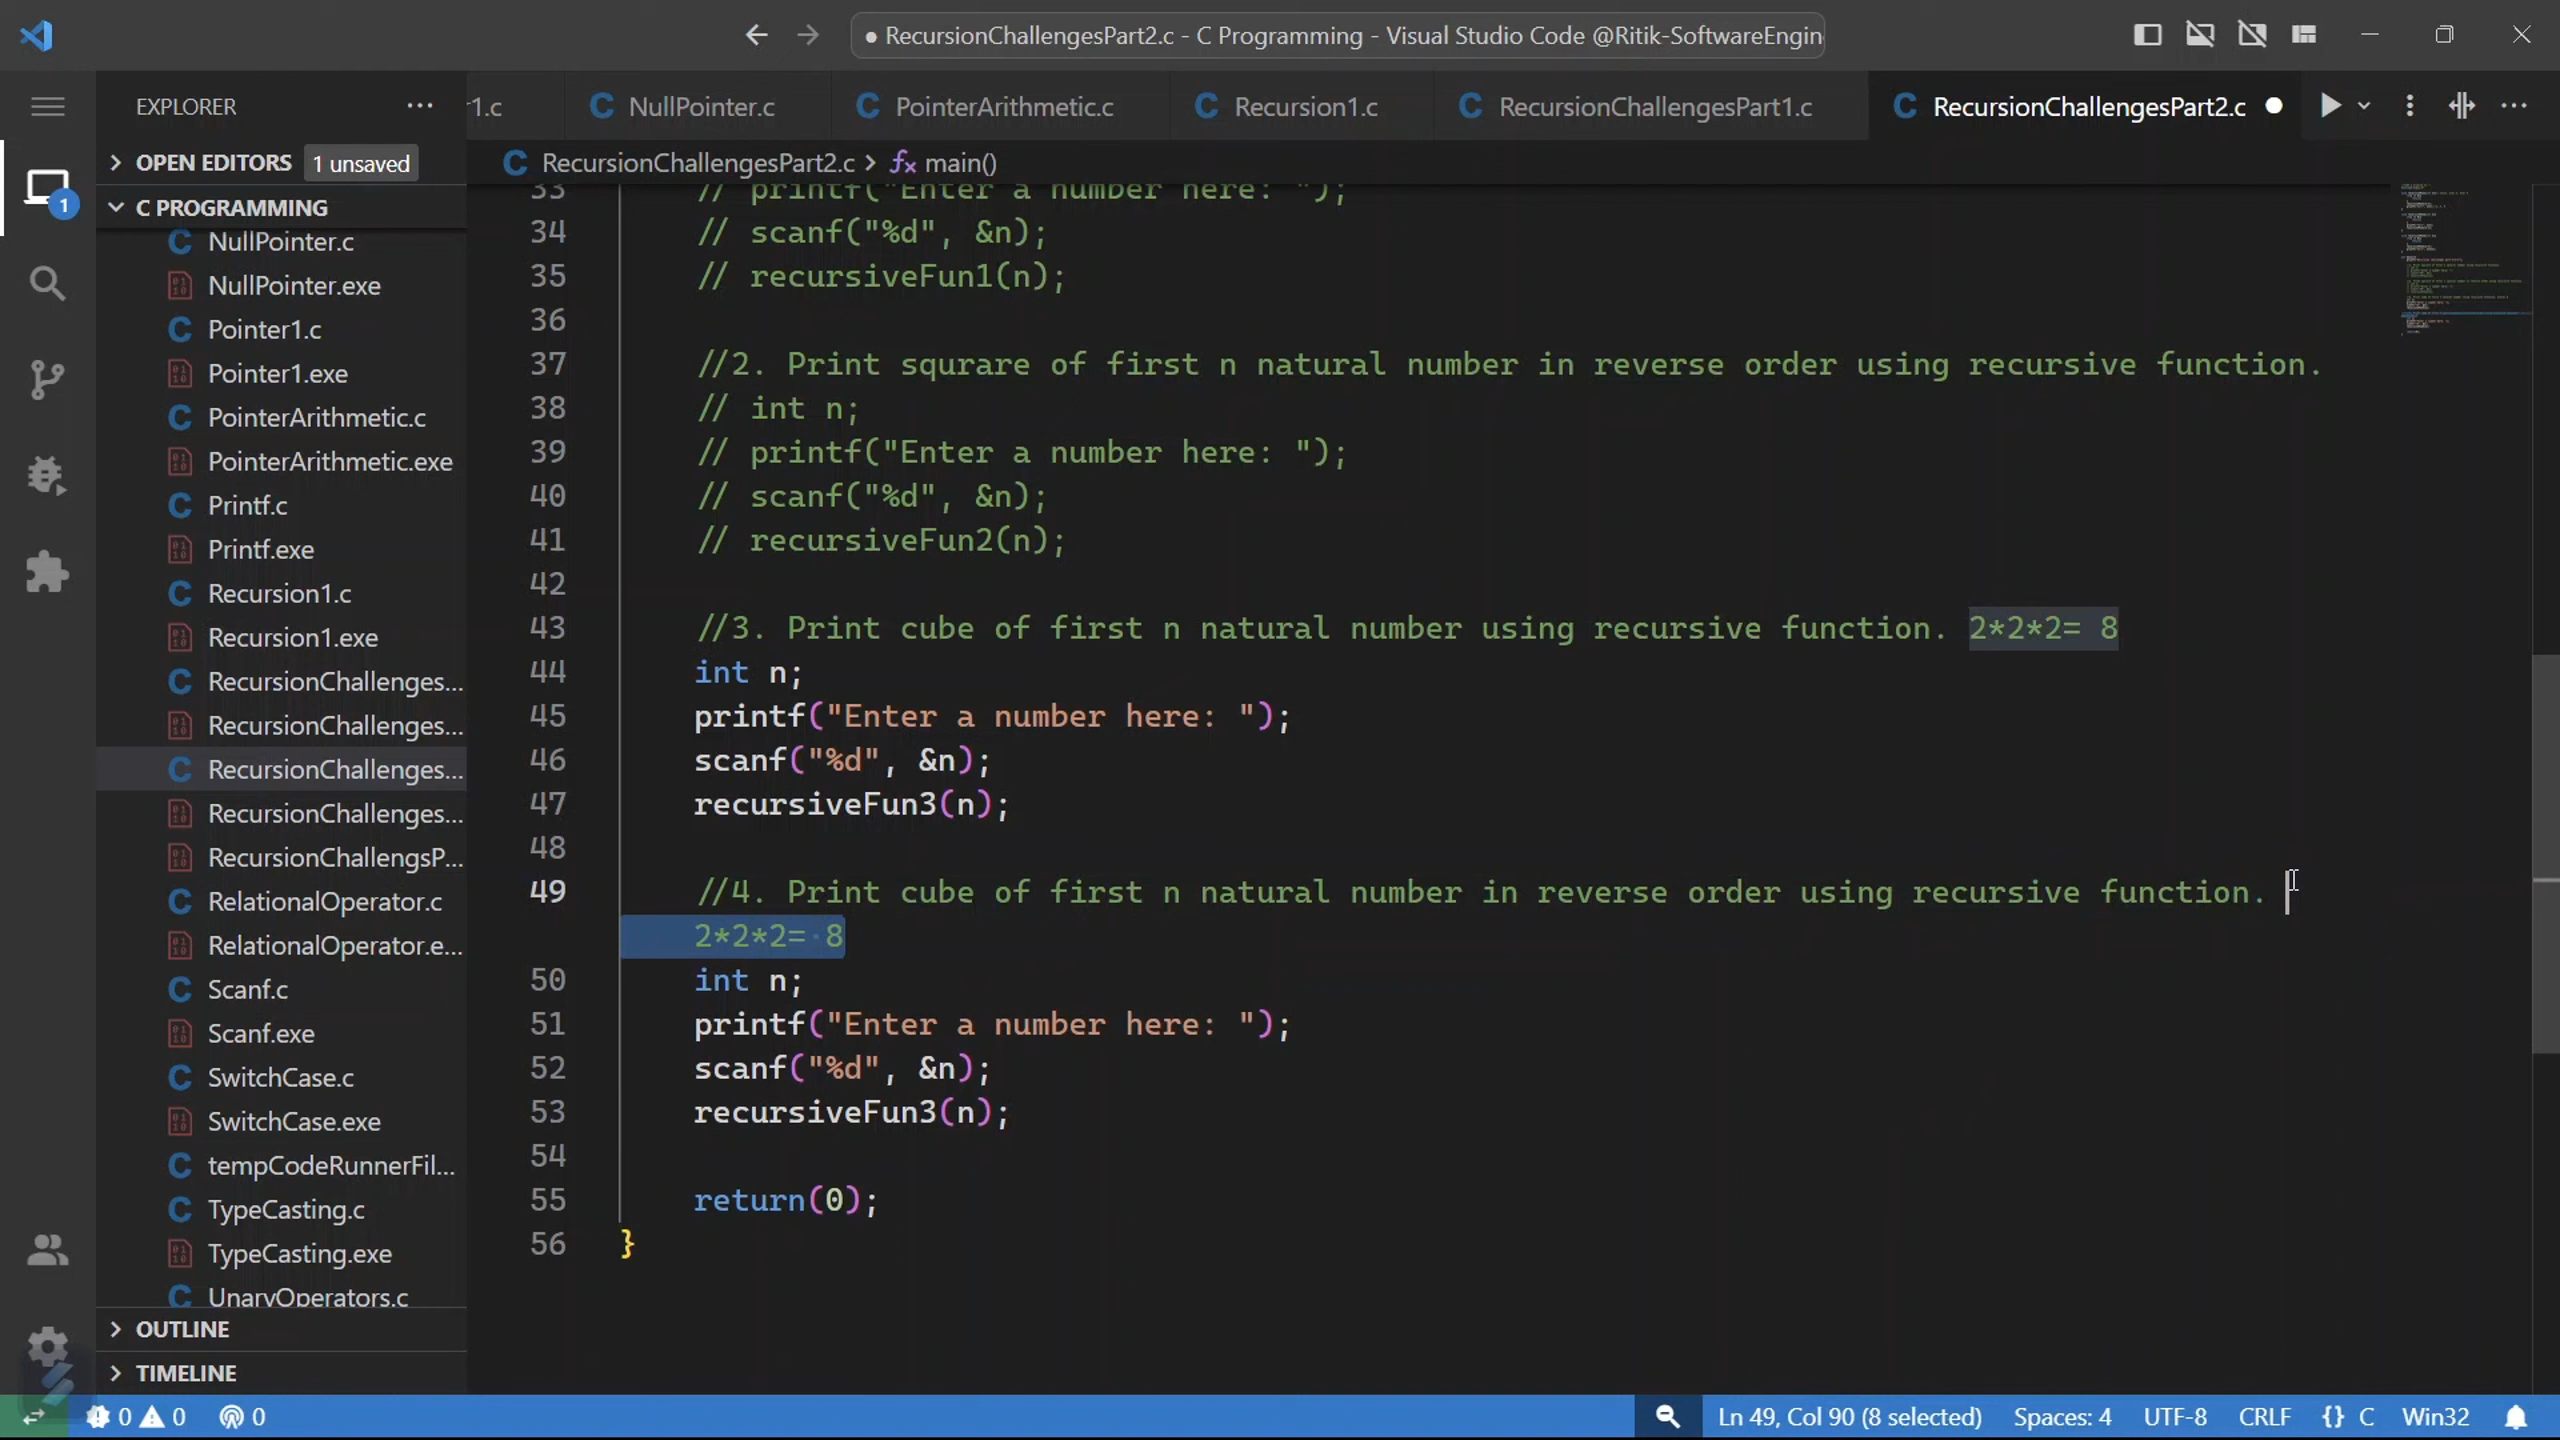 ● RecursionChallengesPart2.c - C Programming - Visual Studio Code @Ritik-SoftwareEngin
EXPLORER
r1.c
NullPointer.c
PointerArithmetic.c
Recursion1.c
RecursionChallengesPart1.c
RecursionChallengesPart2.c
OPEN EDITORS 1 unsaved
RecursionChallengesPart2.c > main()
1
C PROGRAMMING
NullPointer.c
NullPointer.exe
Pointer1.c
Pointer1.exe
PointerArithmetic.c
PointerArithmetic.exe
Printf.c
Printf.exe
Recursion1.c
Recursion1.exe
RecursionChallenges...
RecursionChallenges...
RecursionChallenges...
RecursionChallenges...
RecursionChallengsP...
RelationalOperator.c
RelationalOperator.e...
Scanf.c
Scanf.exe
SwitchCase.c
SwitchCase.exe
tempCodeRunnerFil...
TypeCasting.c
TypeCasting.exe
UnaryOperators.c
OUTLINE
TIMELINE
33 // printf("Enter a number here: ");
34 // scanf("%d", &n);
35 // recursiveFun1(n);
36
37 //2. Print squrare of first n natural number in reverse order using recursive function.
38 // int n;
39 // printf("Enter a number here: ");
40 // scanf("%d", &n);
41 // recursiveFun2(n);
42
43 //3. Print cube of first n natural number using recursive function. 2*2*2= 8
44 int n;
45 printf("Enter a number here: ");
46 scanf("%d", &n);
47 recursiveFun3(n);
48
49 //4. Print cube of first n natural number in reverse order using recursive function.
2*2*2= 8
50 int n;
51 printf("Enter a number here: ");
52 scanf("%d", &n);
53 recursiveFun3(n);
54
55 return(0);
56 }
0 0 0
Ln 49, Col 90 (8 selected) Spaces: 4 UTF-8 CRLF {} C Win32